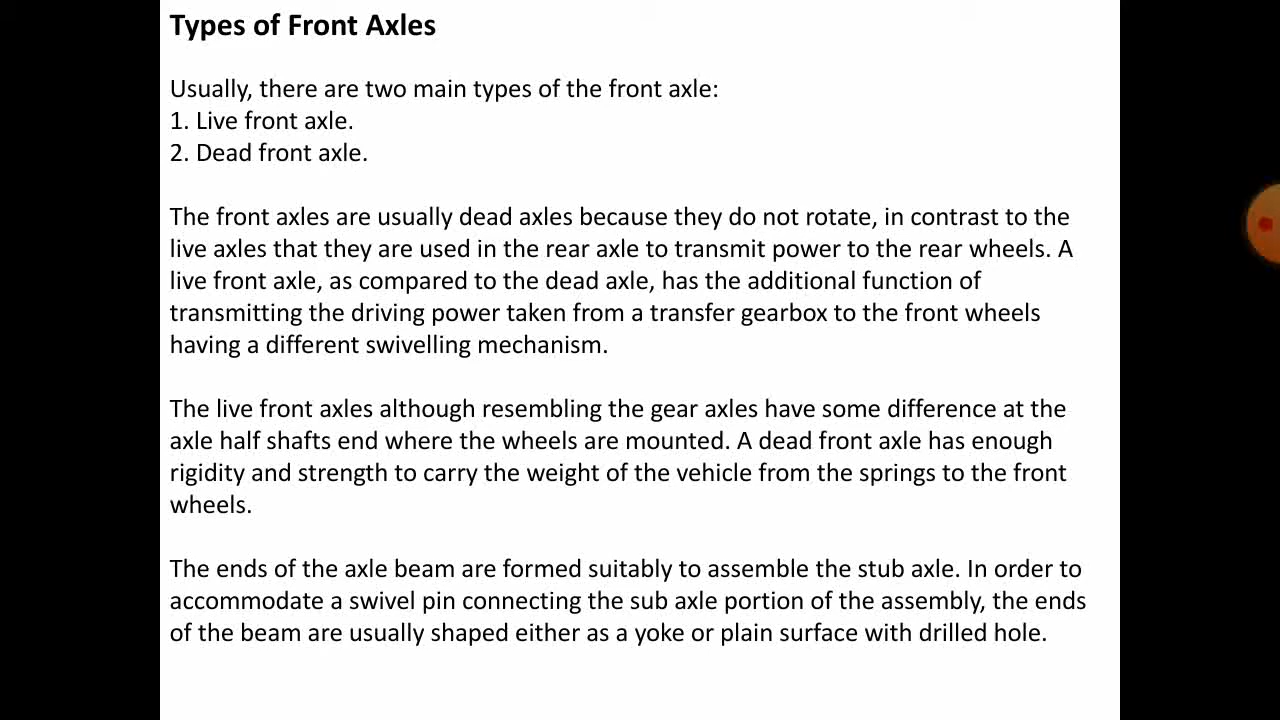 Types of Front Axles
Usually, there are two main types of the front axle:
1. Live front axle.
2. Dead front axle.
The front axles are usually dead axles because they do not rotate, in contrast to the
live axles that they are used in the rear axle to transmit power to the rear wheels. A
live front axle, as compared to the dead axle, has the additional function of
transmitting the driving power taken from a transfer gearbox to the front wheels
having a different swivelling mechanism.
The live front axles although resembling the gear axles have some difference at the
axle half shafts end where the wheels are mounted. A dead front axle has enough
rigidity and strength to carry the weight of the vehicle from the springs to the front
wheels.
The ends of the axle beam are formed suitably to assemble the stub axle. In order to
accommodate a swivel pin connecting the sub axle portion of the assembly, the ends
of the beam are usually shaped either as a yoke or plain surface with drilled hole.